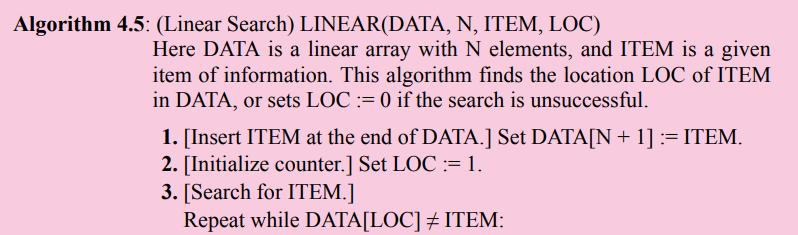 Algorithm 4.5: (Linear Search) LINEAR(DATA, N, ITEM, LOC)
Here DATA is a linear array with N elements, and ITEM is a given
item of information. This algorithm finds the location LOC of ITEM
in DATA, or sets LOC := 0 if the search is unsuccessful.
1. [Insert ITEM at the end of DATA.] Set DATA[N + 1] := ITEM.
2. [Initialize counter.] Set LOC := 1.
3. [Search for ITEM.]
Repeat while DATA[LOC] ≠ ITEM: